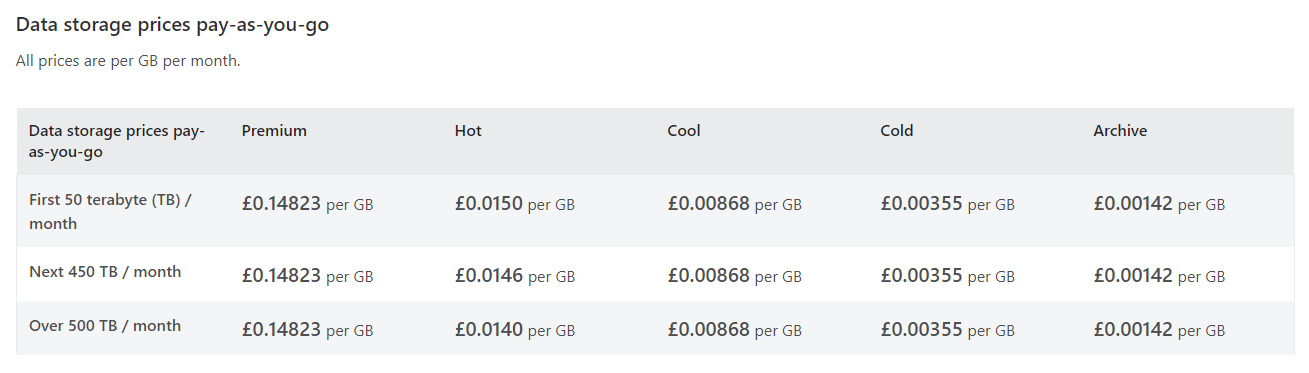 Data storage prices pay-as-you-go
All prices are per GB per month.
Data storage prices pay-
as-you-go
Premium
Hot
Cool
Cold
Archive
First 50 terabyte (TB) /
month
£0.14823 per GB
£0.0150 per GB
£0.00868 per GB
£0.00355 per GB
£0.00142 per GB
Next 450 TB / month
£0.14823 per GB
£0.0146 per GB
£0.00868 per GB
£0.00355 per GB
£0.00142 per GB
Over 500 TB / month
£0.14823 per GB
£0.0140 per GB
£0.00868 per GB
£0.00355 per GB
£0.00142 per GB